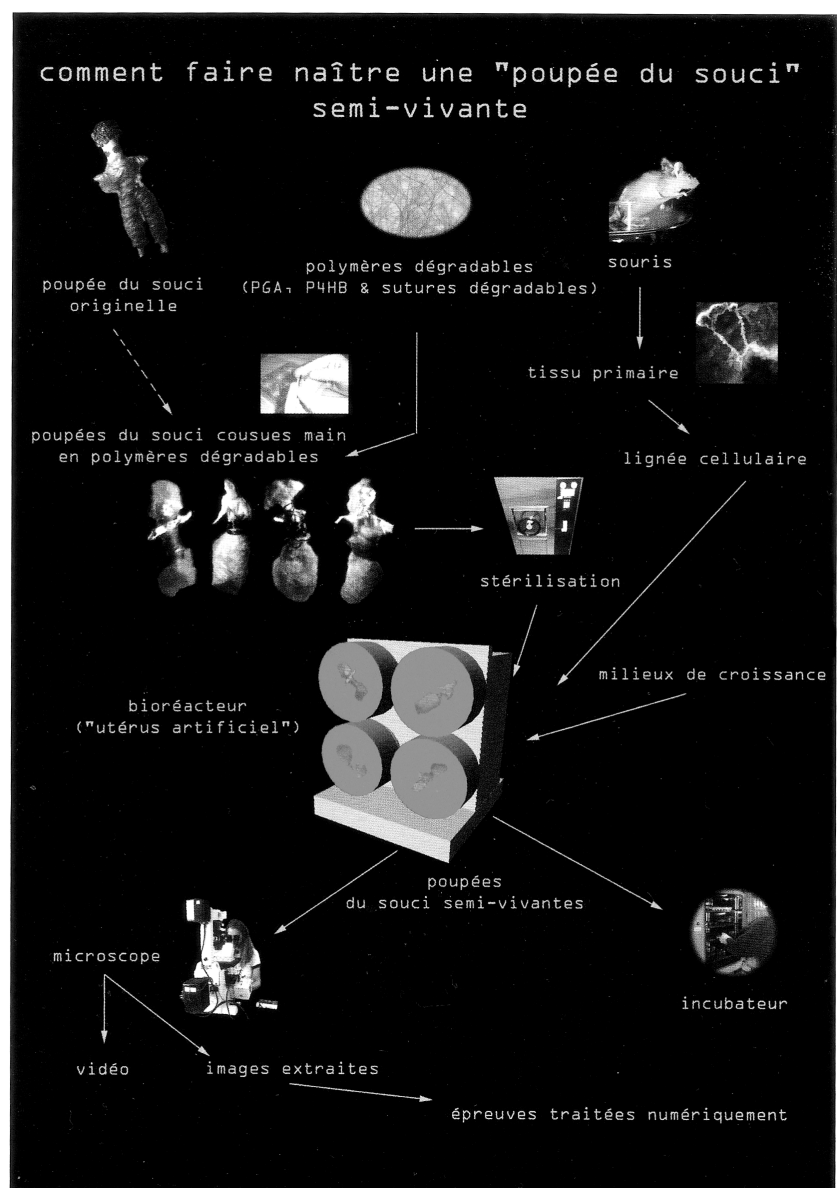 comment faire naître une "poupée du souci"
semi-vivante
poupée du souci
originelle
polymères dégradables
(PGA, P4HB & sutures dégradables)
souris
tissu primaire
poupées du souci cousues main
en polymères dégradables
lignée cellulaire
stérilisation
milieux de croissance
bioréacteur
("utérus artificiel")
poupées
du souci semi-vivantes
microscope
incubateur
vidéo
images extraites
épreuves traitées numériquement